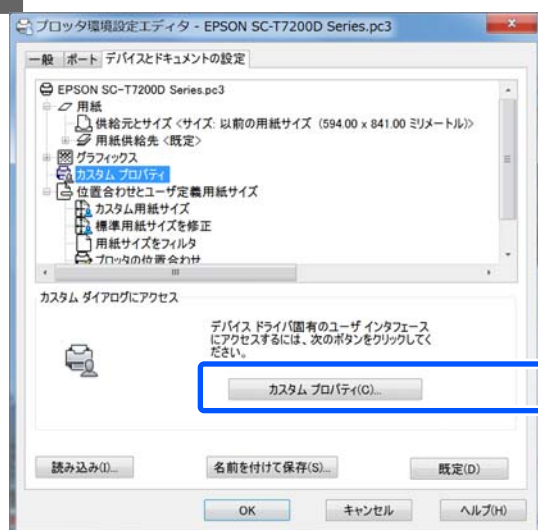 プロッタ環境設定エディタ - EPSON SC-T7200D Series.pc3
一般 ポート デバイスとドキュメントの設定
EPSON SC-T7200D Series.pc3
用紙
供給元とサイズ <サイズ: 以前の用紙サイズ (594.00 x 841.00 ミリメートル)>
用紙供給先 <既定>
グラフィックス
カスタム プロパティ
位置合わせとユーザ定義用紙サイズ
カスタム用紙サイズ
標準用紙サイズを修正
用紙サイズをフィルタ
プロッタの位置合わせ
カスタム ダイアログにアクセス
デバイス ドライバ固有のユーザ インタフェース
にアクセスするには、次のボタンをクリックしてく
ださい。
カスタム プロパティ(C)...
読み込み(I)... 名前を付けて保存(S)... 既定(D)
OK キャンセル ヘルプ(H)